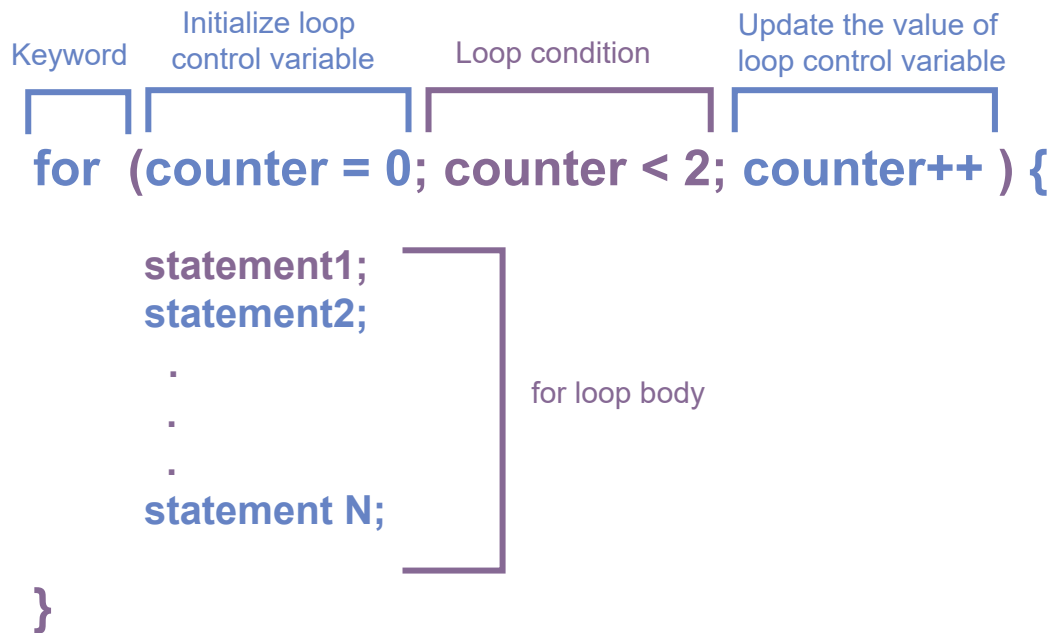 Keyword
Initialize loop
control variable
Loop condition
Update the value of
loop control variable
for (counter = 0; counter < 2; counter++ ) {
statement1;
statement2;
.
.
.
statement N;
for loop body
}